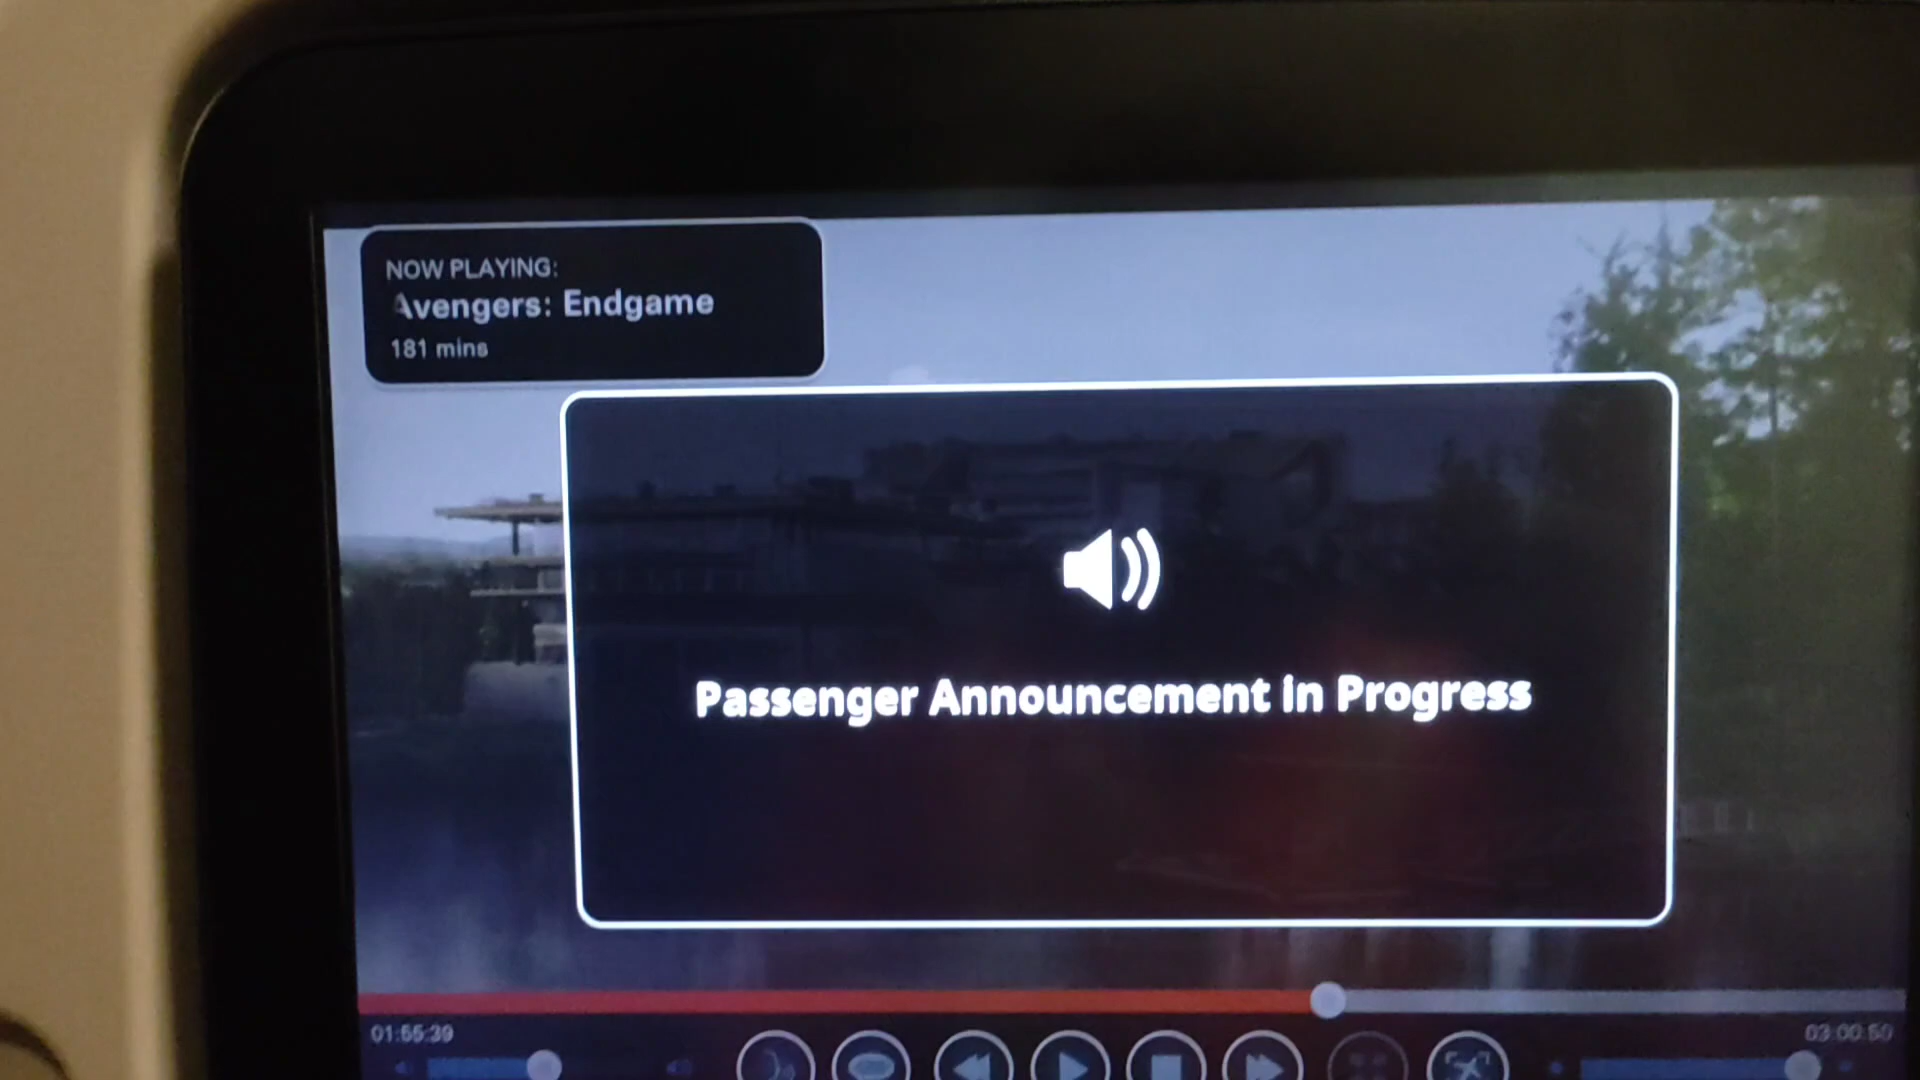 NOW PLAYING:
Avengers: Endgame
181 mins
Passenger Announcement in Progress
01:55:39
03:00:50